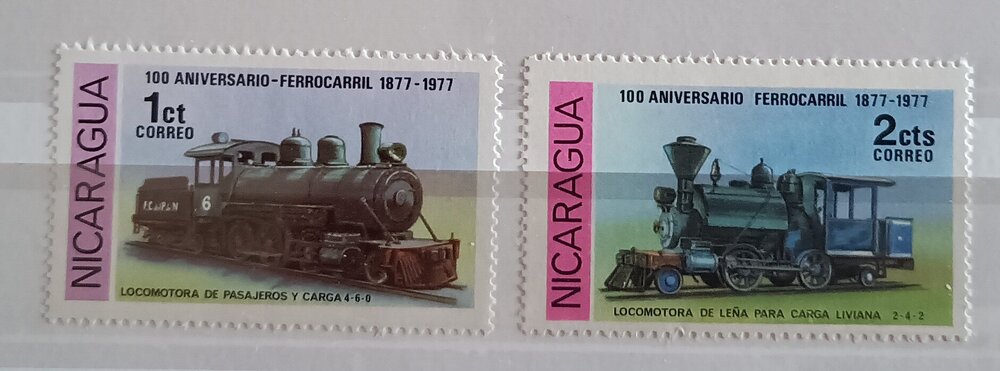 NICARAGUA
100 ANIVERSARIO-FERROCARRIL 1877-1977
1ct
CORREO
6
LOCOMOTORA DE PASAJEROS Y CARGA 4-6-0
NICARAGUA
100 ANIVERSARIO FERROCARRIL 1877-1977
2cts
CORREO
LOCOMOTORA DE LEÑA PARA CARGA LIVIANA 2-4-2